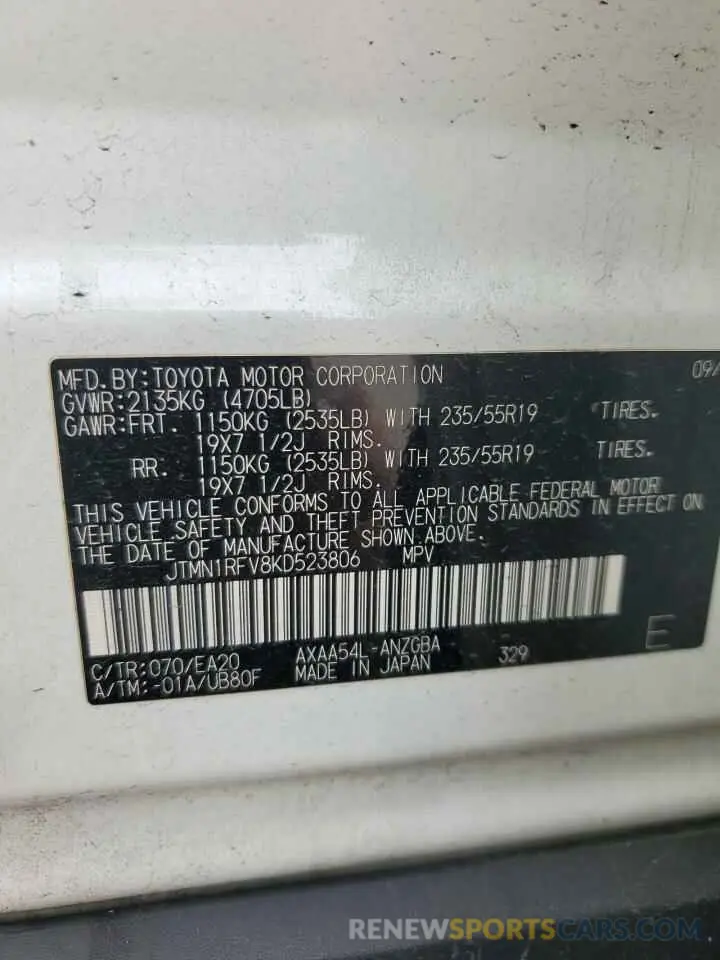 MFD.BY:TOYOTA MOTOR CORPORATION 09/
GVWR:2135KG (4705LB)
GAWR:FRT. 1150KG (2535LB) WITH 235/55R19 TIRES.
19X7 1/2J RIMS.
RR. 1150KG (2535LB) WITH 235/55R19 TIRES.
19X7 1/2J RIMS.
THIS VEHICLE CONFORMS TO ALL APPLICABLE FEDERAL MOTOR
VEHICLE SAFETY AND THEFT PREVENTION STANDARDS IN EFFECT ON
THE DATE OF MANUFACTURE SHOWN ABOVE.
JTMN1RFV8KD523806 MPV
C/TR:070/EA20 AXAA54L-ANZGBA 329 E
A/TM:-01A/UB80F MADE IN JAPAN
RENEWSPORTSCARS.COM